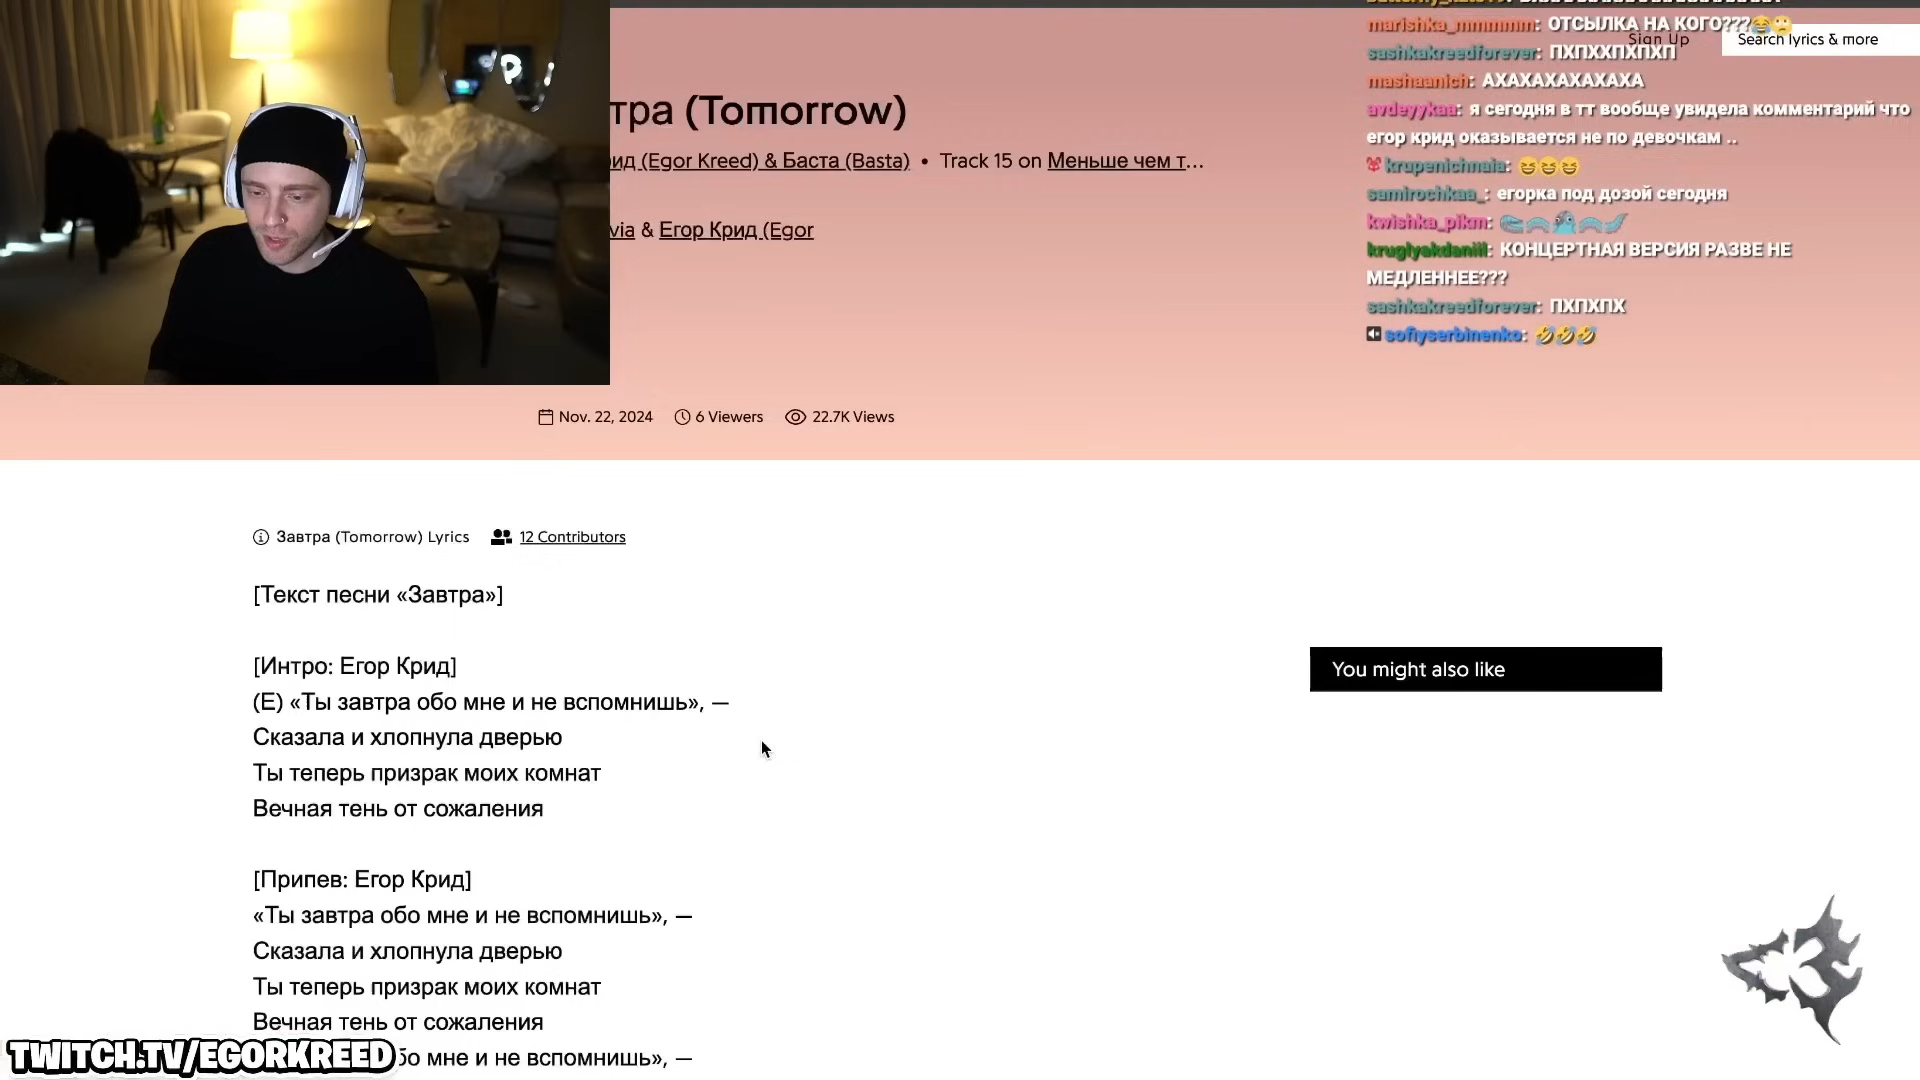 тра (Tomorrow)
ид (Egor Kreed) & Баста (Basta) • Track 15 on Меньше чем т...
via & Егор Крид (Egor
Nov. 22, 2024 6 Viewers 22.7K Views
Sign Up
Search lyrics & more
marishka_mmmmm: ОТСЫЛКА НА КОГО???😂🙄
sashkakreedforever: ПХПХХПХПХП
mashaanich: АХАХАХАХАХАХА
avdeyykaa: я сегодня в тт вообще увидела комментарий что
егор крид оказывается не по девочкам ..
krupenichnaia: 😆😆😆
samirochkaa_: егорка под дозой сегодня
kwishka_pikm:
kruglyakdaniil: КОНЦЕРТНАЯ ВЕРСИЯ РАЗВЕ НЕ
МЕДЛЕННЕЕ???
sashkakreedforever: ПХПХПХ
sofiyserbinenko: 🤣🤣🤣
Завтра (Tomorrow) Lyrics 12 Contributors
[Текст песни «Завтра»]
[Интро: Егор Крид]
(Е) «Ты завтра обо мне и не вспомнишь», —
Сказала и хлопнула дверью
Ты теперь призрак моих комнат
Вечная тень от сожаления
[Припев: Егор Крид]
«Ты завтра обо мне и не вспомнишь», —
Сказала и хлопнула дверью
Ты теперь призрак моих комнат
Вечная тень от сожаления
бо мне и не вспомнишь», —
You might also like
TWITCH.TV/EGORKREED